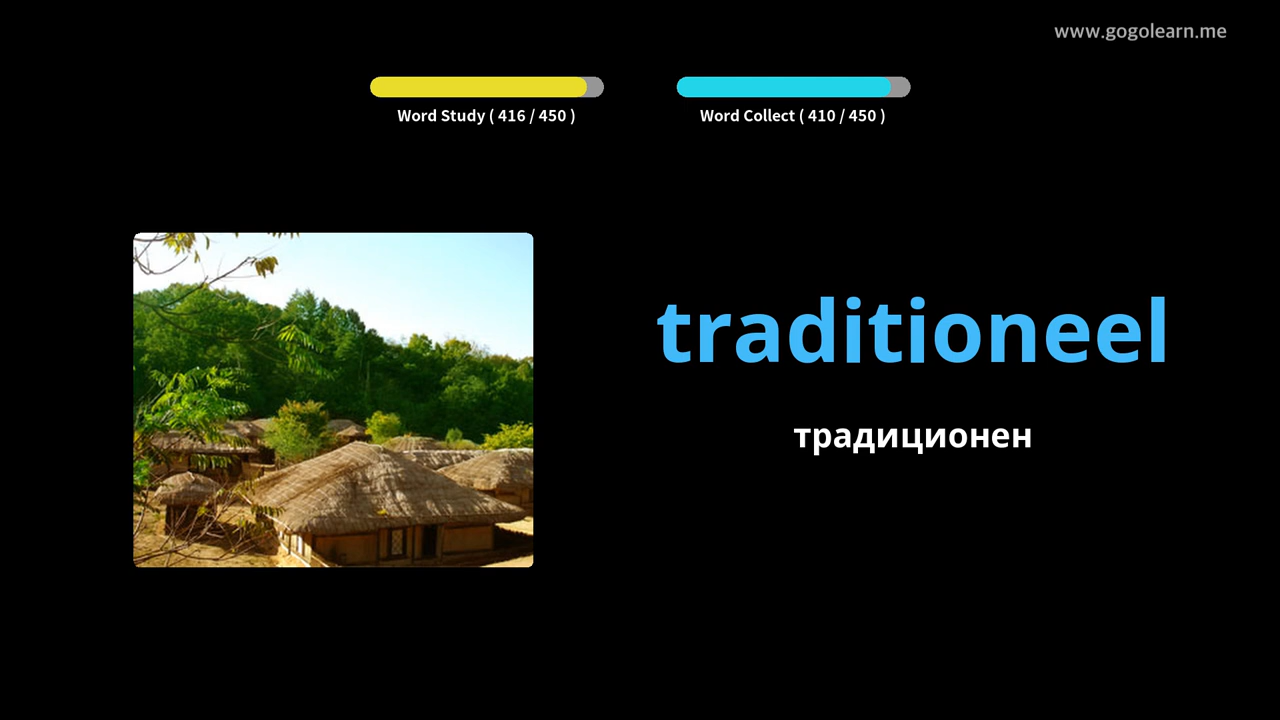 www.gogolearn.me
Word Study ( 416 / 450 )
Word Collect ( 410 / 450 )
traditioneel
традиционен